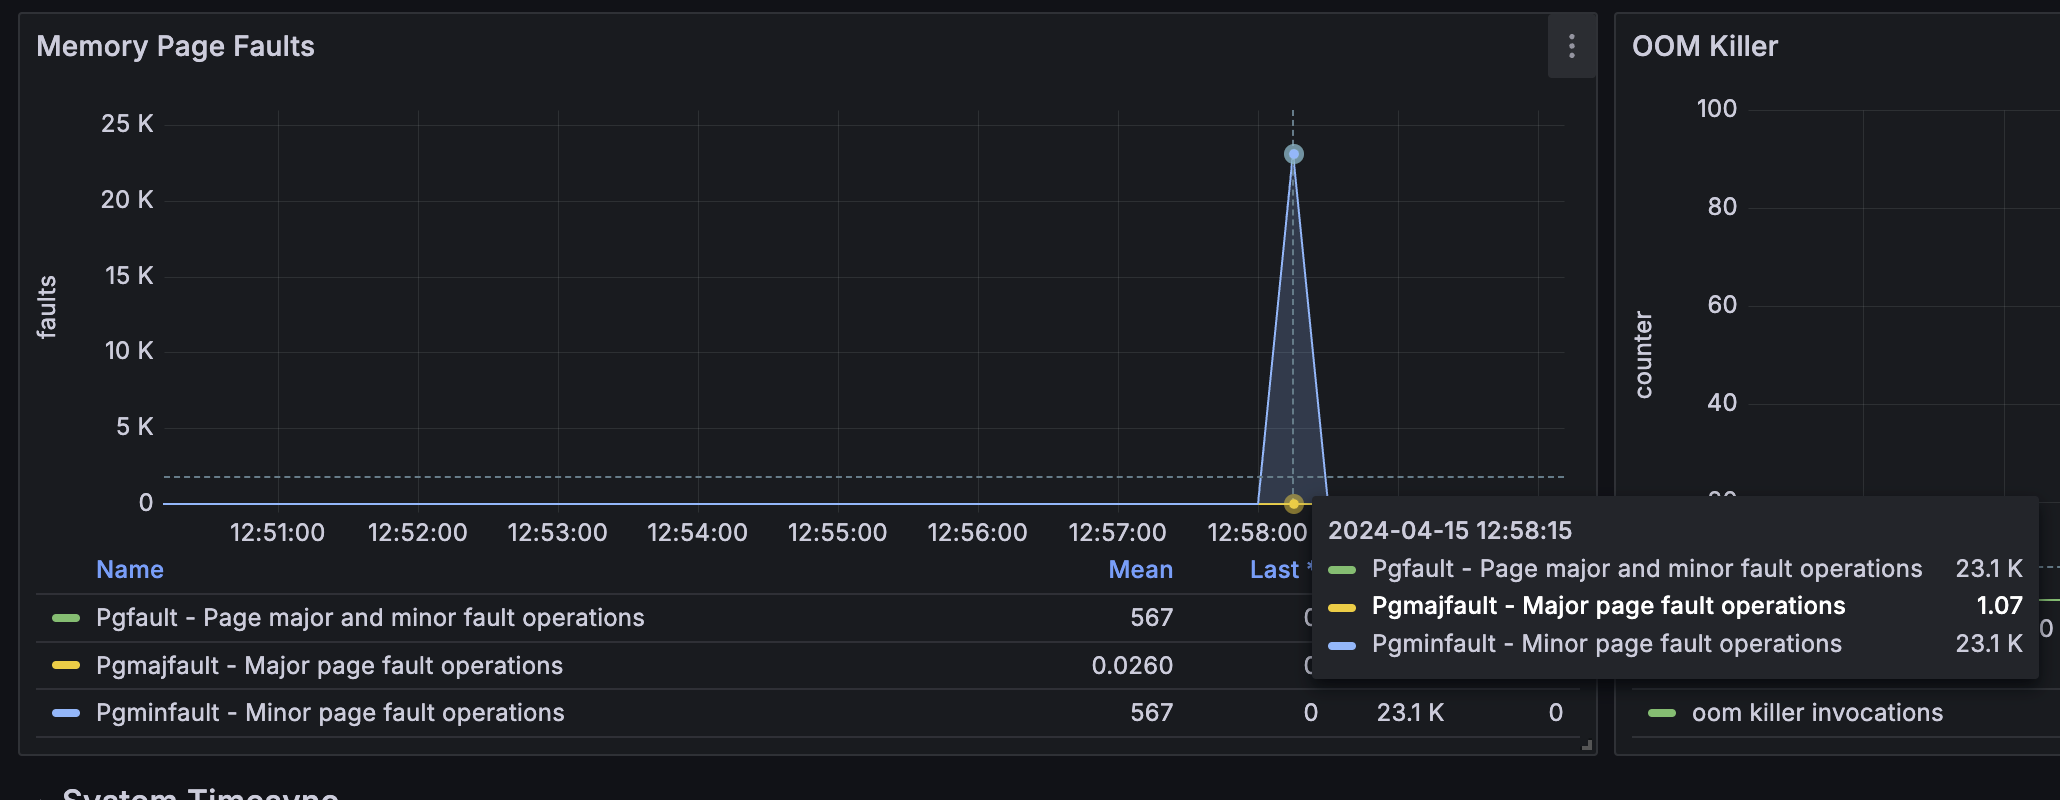 Memory Page Faults
OOM Killer
faults
25 K
20 K
15 K
10 K
5 K
0
12:51:00 12:52:00 12:53:00 12:54:00 12:55:00 12:56:00 12:57:00 12:58:00
Name Mean Last *
Pgfault - Page major and minor fault operations 567
Pgmajfault - Major page fault operations 0.0260
Pgminfault - Minor page fault operations 567 0 23.1 K 0
2024-04-15 12:58:15
Pgfault - Page major and minor fault operations 23.1 K
Pgmajfault - Major page fault operations 1.07
Pgminfault - Minor page fault operations 23.1 K
counter
100
80
60
40
oom killer invocations
System Timesync